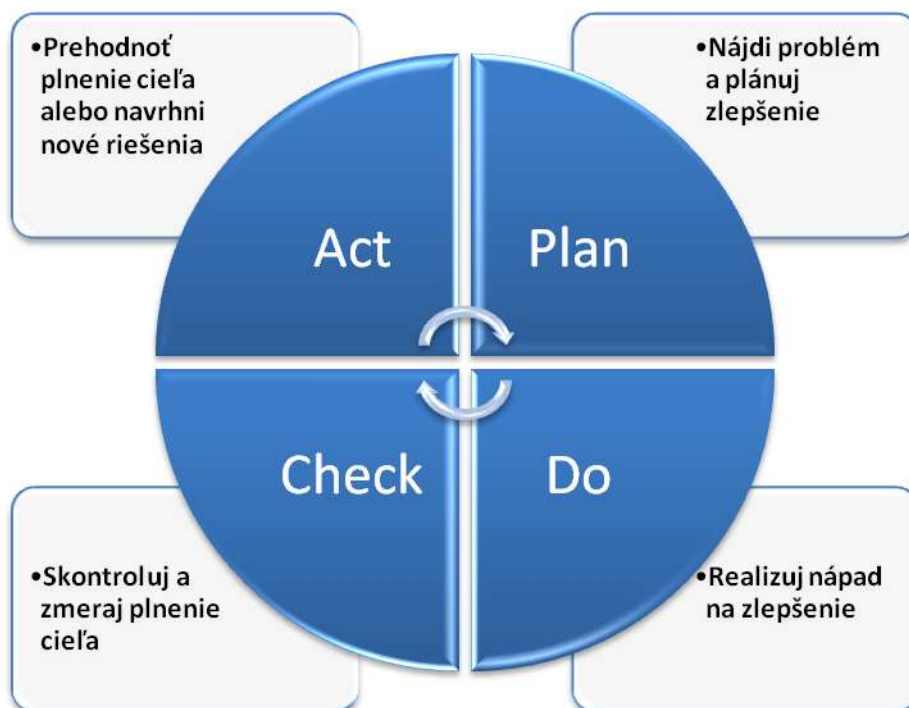 •Prehodnoť
plnenie cieľa
alebo navrhni
nové riešenia
•Nájdi problém
a plánuj
zlepšenie
Act
Plan
Check
Do
•Skontroluj a
zmeraj plnenie
cieľa
•Realizuj nápad
na zlepšenie